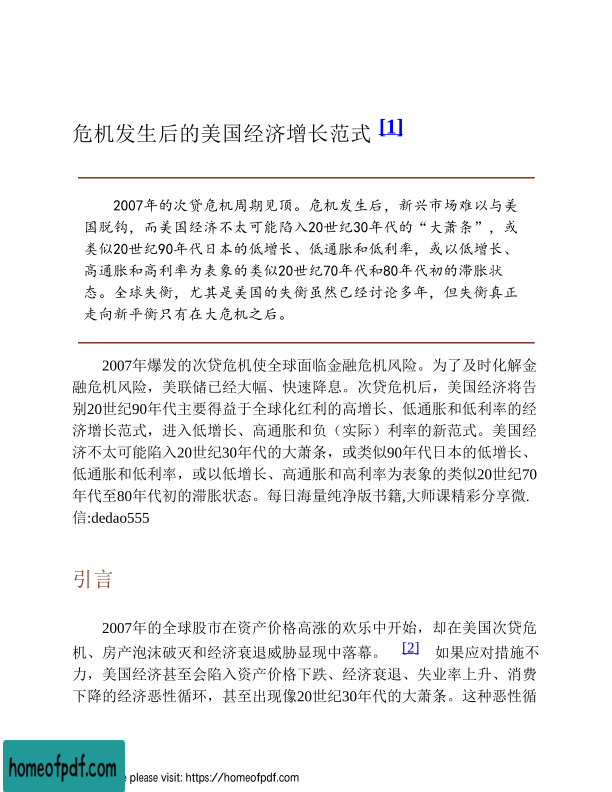 危机发生后的美国经济增长范式 [1]
2007年的次贷危机周期见顶。危机发生后，新兴市场难以与美
国脱钩，而美国经济不太可能陷入20世纪30年代的“大萧条”，或
类似20世纪90年代日本的低增长、低通胀和低利率，或以低增长、
高通胀和高利率为表象的类似20世纪70年代和80年代初的滞胀状
态。全球失衡，尤其是美国的失衡虽然已经讨论多年，但失衡真正
走向新平衡只有在大危机之后。
2007年爆发的次贷危机使全球面临金融危机风险。为了及时化解金
融危机风险，美联储已经大幅、快速降息。次贷危机后，美国经济将告
别20世纪90年代主要得益于全球化红利的高增长、低通胀和低利率的经
济增长范式，进入低增长、高通胀和负（实际）利率的新范式。美国经
济不太可能陷入20世纪30年代的大萧条，或类似90年代日本的低增长、
低通胀和低利率，或以低增长、高通胀和高利率为表象的类似20世纪70
年代至80年代初的滞胀状态。每日海量纯净版书籍,大师课精彩分享微.
信:dedao555
引言
2007年的全球股市在资产价格高涨的欢乐中开始，却在美国次贷危
机、房产泡沫破灭和经济衰退威胁显现中落幕。 [2] 如果应对措施不
力，美国经济甚至会陷入资产价格下跌、经济衰退、失业率上升、消费
下降的经济恶性循环，甚至出现像20世纪30年代的大萧条。这种恶性循
homeofpdf.com
e please visit: https://homeofpdf.com